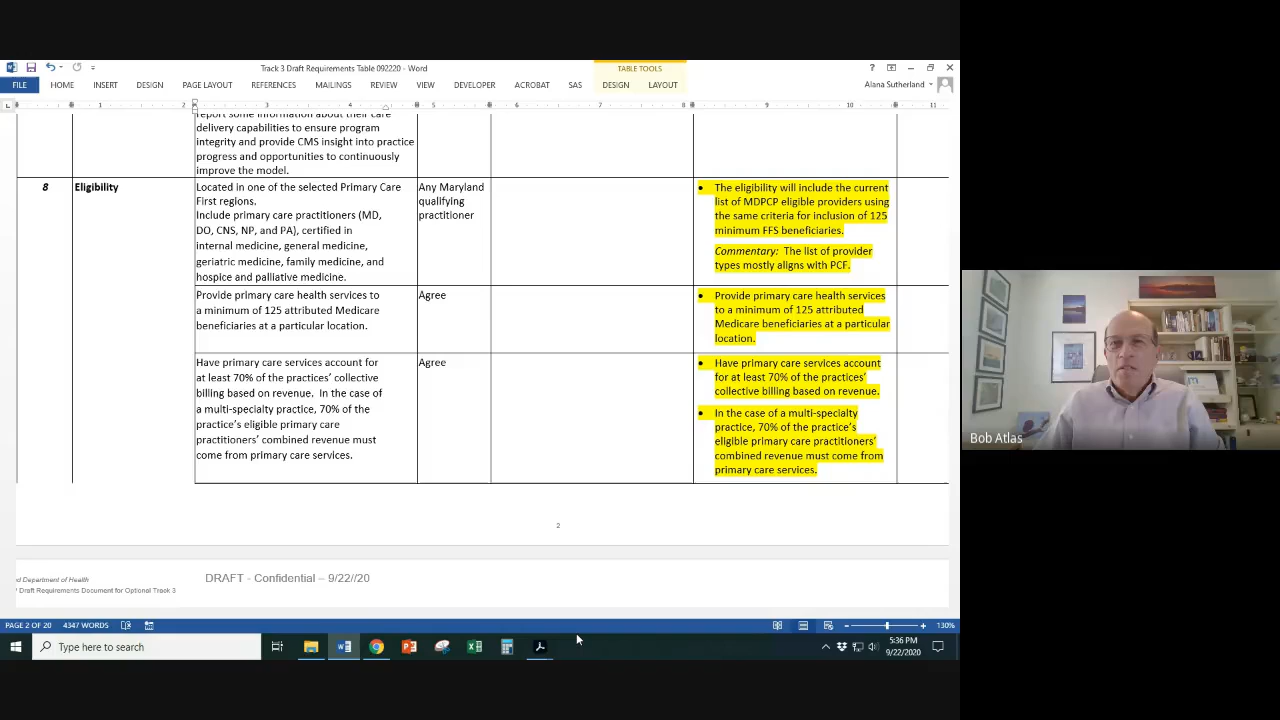 Track 3 Draft Requirements Table 092220 - Word
TABLE TOOLS
FILE
HOME
INSERT
DESIGN
PAGE LAYOUT
REFERENCES
MAILINGS
REVIEW
VIEW
DEVELOPER
ACROBAT
SAS
DESIGN
LAYOUT
Alana Sutherland
2 3 4 5 6 7 8 9 10 11
report some information about their care
delivery capabilities to ensure program
integrity and provide CMS insight into practice
progress and opportunities to continuously
improve the model.
8
Eligibility
Located in one of the selected Primary Care
First regions.
Include primary care practitioners (MD,
DO, CNS, NP, and PA), certified in
internal medicine, general medicine,
geriatric medicine, family medicine, and
hospice and palliative medicine.
Any Maryland
qualifying
practitioner
• The eligibility will include the current
list of MDPCP eligible providers using
the same criteria for inclusion of 125
minimum FFS beneficiaries.
Commentary: The list of provider
types mostly aligns with PCF.
Provide primary care health services to
a minimum of 125 attributed Medicare
beneficiaries at a particular location.
Agree
• Provide primary care health services
to a minimum of 125 attributed
Medicare beneficiaries at a particular
location.
Have primary care services account for
at least 70% of the practices' collective
billing based on revenue. In the case of
a multi-specialty practice, 70% of the
practice's eligible primary care
practitioners' combined revenue must
come from primary care services.
Agree
• Have primary care services account
for at least 70% of the practices'
collective billing based on revenue.
• In the case of a multi-specialty
practice, 70% of the practice's
eligible primary care practitioners'
combined revenue must come from
primary care services.
2
nd Department of Health
Draft Requirements Document for Optional Track 3
DRAFT - Confidential – 9/22//20
PAGE 2 OF 20
4347 WORDS
130%
Type here to search
5:36 PM
9/22/2020
Bob Atlas